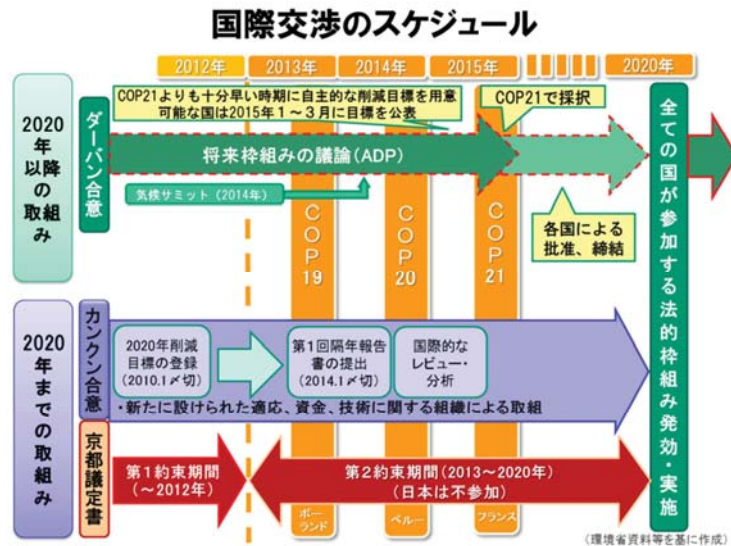 国際交渉のスケジュール
2012年
2013年
2014年
2015年
2020年
2020年以降の取組み
ダーバン合意
COP21よりも十分早い時期に自主的な削減目標を用意
可能な国は2015年1~3月に目標を公表
COP21で採択
将来枠組みの議論(ADP)
気候サミット(2014年)
各国による
批准、締結
COP19
COP20
COP21
全ての国が参加する法的枠組み発効・実施
2020年までの取組み
カンクン合意
2020年削減
目標の登録
(2010.1〆切)
第1回隔年報告
書の提出
(2014.1〆切)
国際的な
レビュー・
分析
・新たに設けられた適応、資金、技術に関する組織による取組
京都議定書
第1約束期間
(~2012年)
第2約束期間(2013~2020年)
(日本は不参加)
ポー
ランド
ペルー
フランス
(環境省資料等を基に作成)